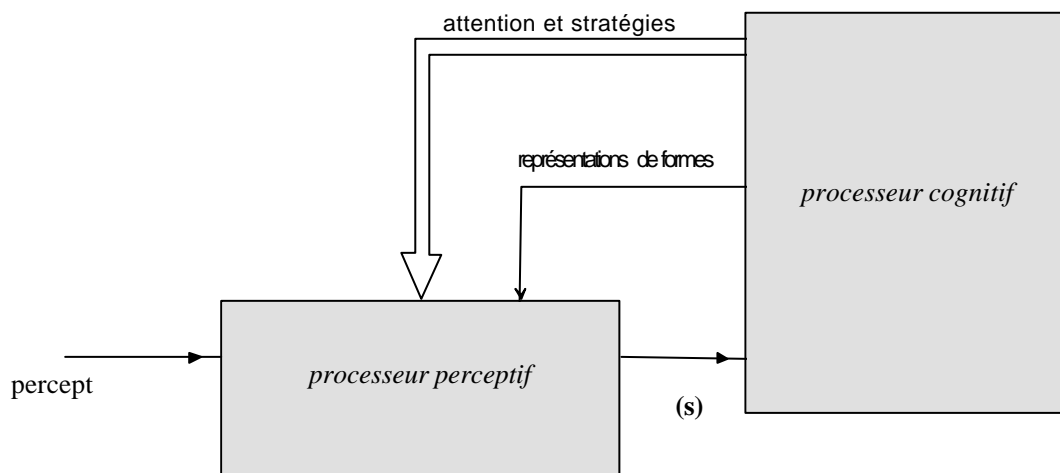 attention et stratégies
représentations de formes
processeur cognitif
percept
processeur perceptif
(s)